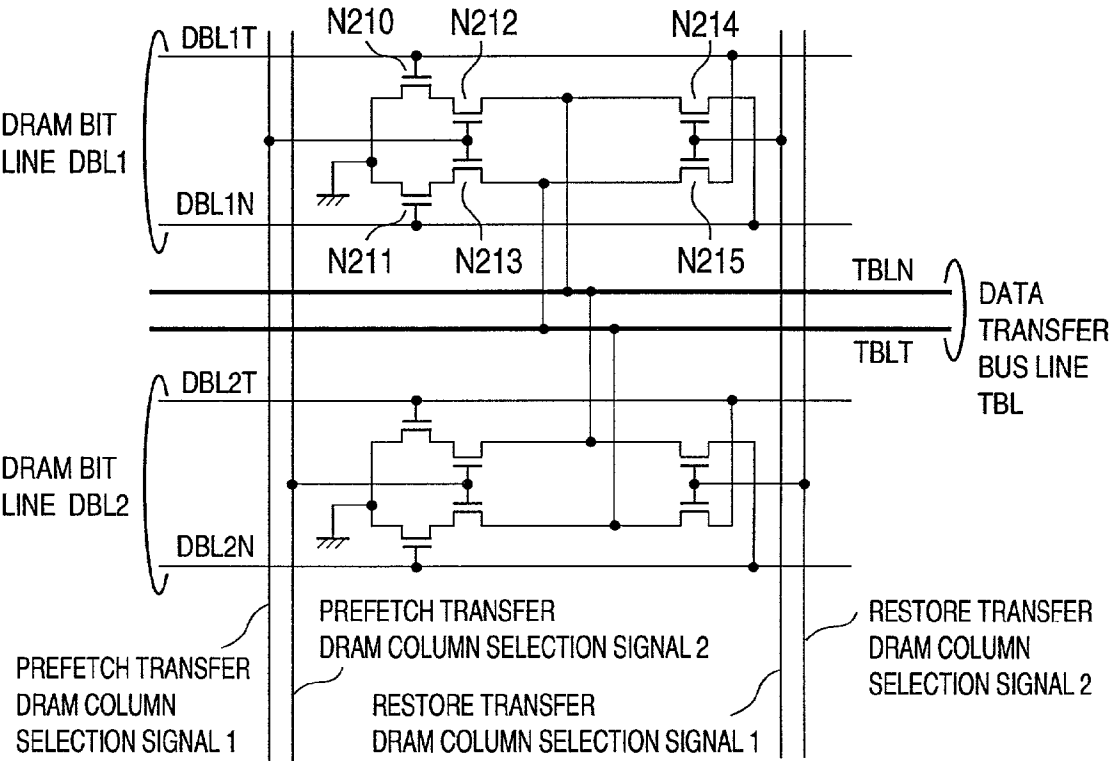 N210
N212
N214
DBL1T
DRAM BIT
LINE DBL1
DBL1N
N211
N213
N215
TBLN
DATA
TRANSFER
BUS LINE
TBL
TBLT
DBL2T
DRAM BIT
LINE DBL2
DBL2N
PREFETCH TRANSFER
DRAM COLUMN SELECTION SIGNAL 2
RESTORE TRANSFER
DRAM COLUMN
SELECTION SIGNAL 2
PREFETCH TRANSFER
DRAM COLUMN
SELECTION SIGNAL 1
RESTORE TRANSFER
DRAM COLUMN SELECTION SIGNAL 1